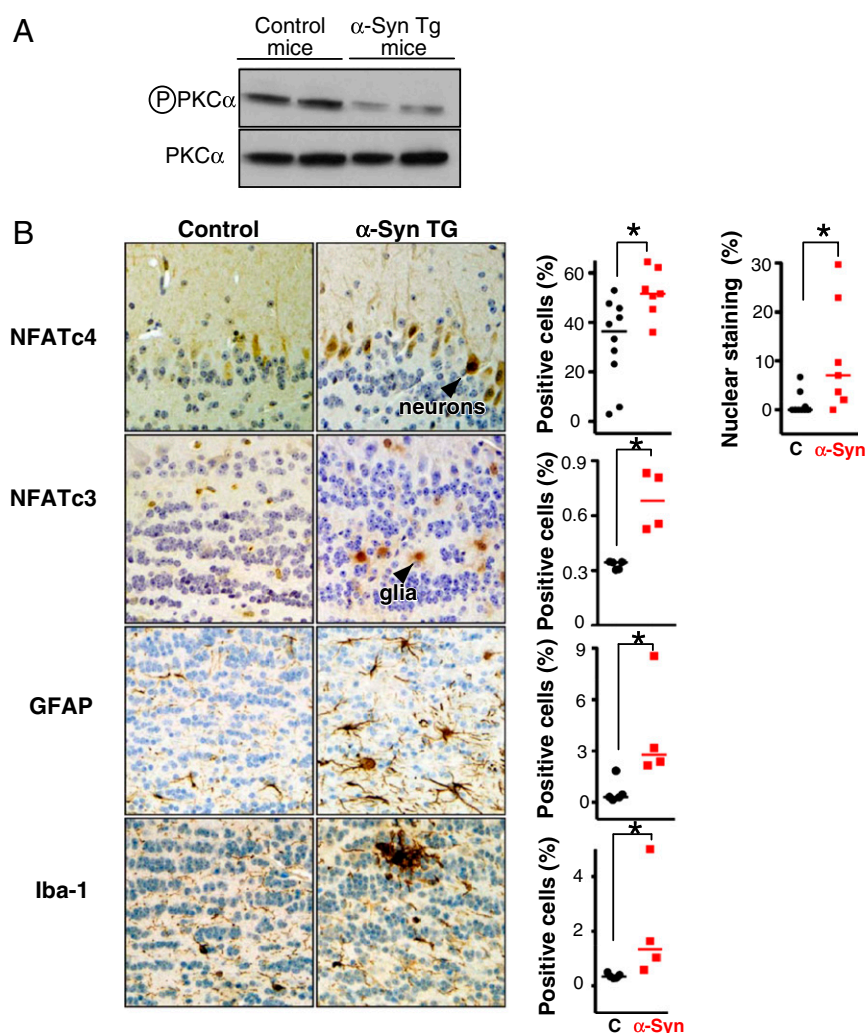 A
Control mice
α-Syn Tg mice
ⓅPKCα
PKCα
B
Control
α-Syn TG
NFATc4
neurons
Positive cells (%)
60
40
20
0
*
Nuclear staining (%)
30
20
10
0
*
C
α-Syn
NFATc3
glia
Positive cells (%)
0.9
0.6
0.3
0
*
GFAP
Positive cells (%)
9
6
3
0
*
Iba-1
Positive cells (%)
4
2
0
*
C
α-Syn